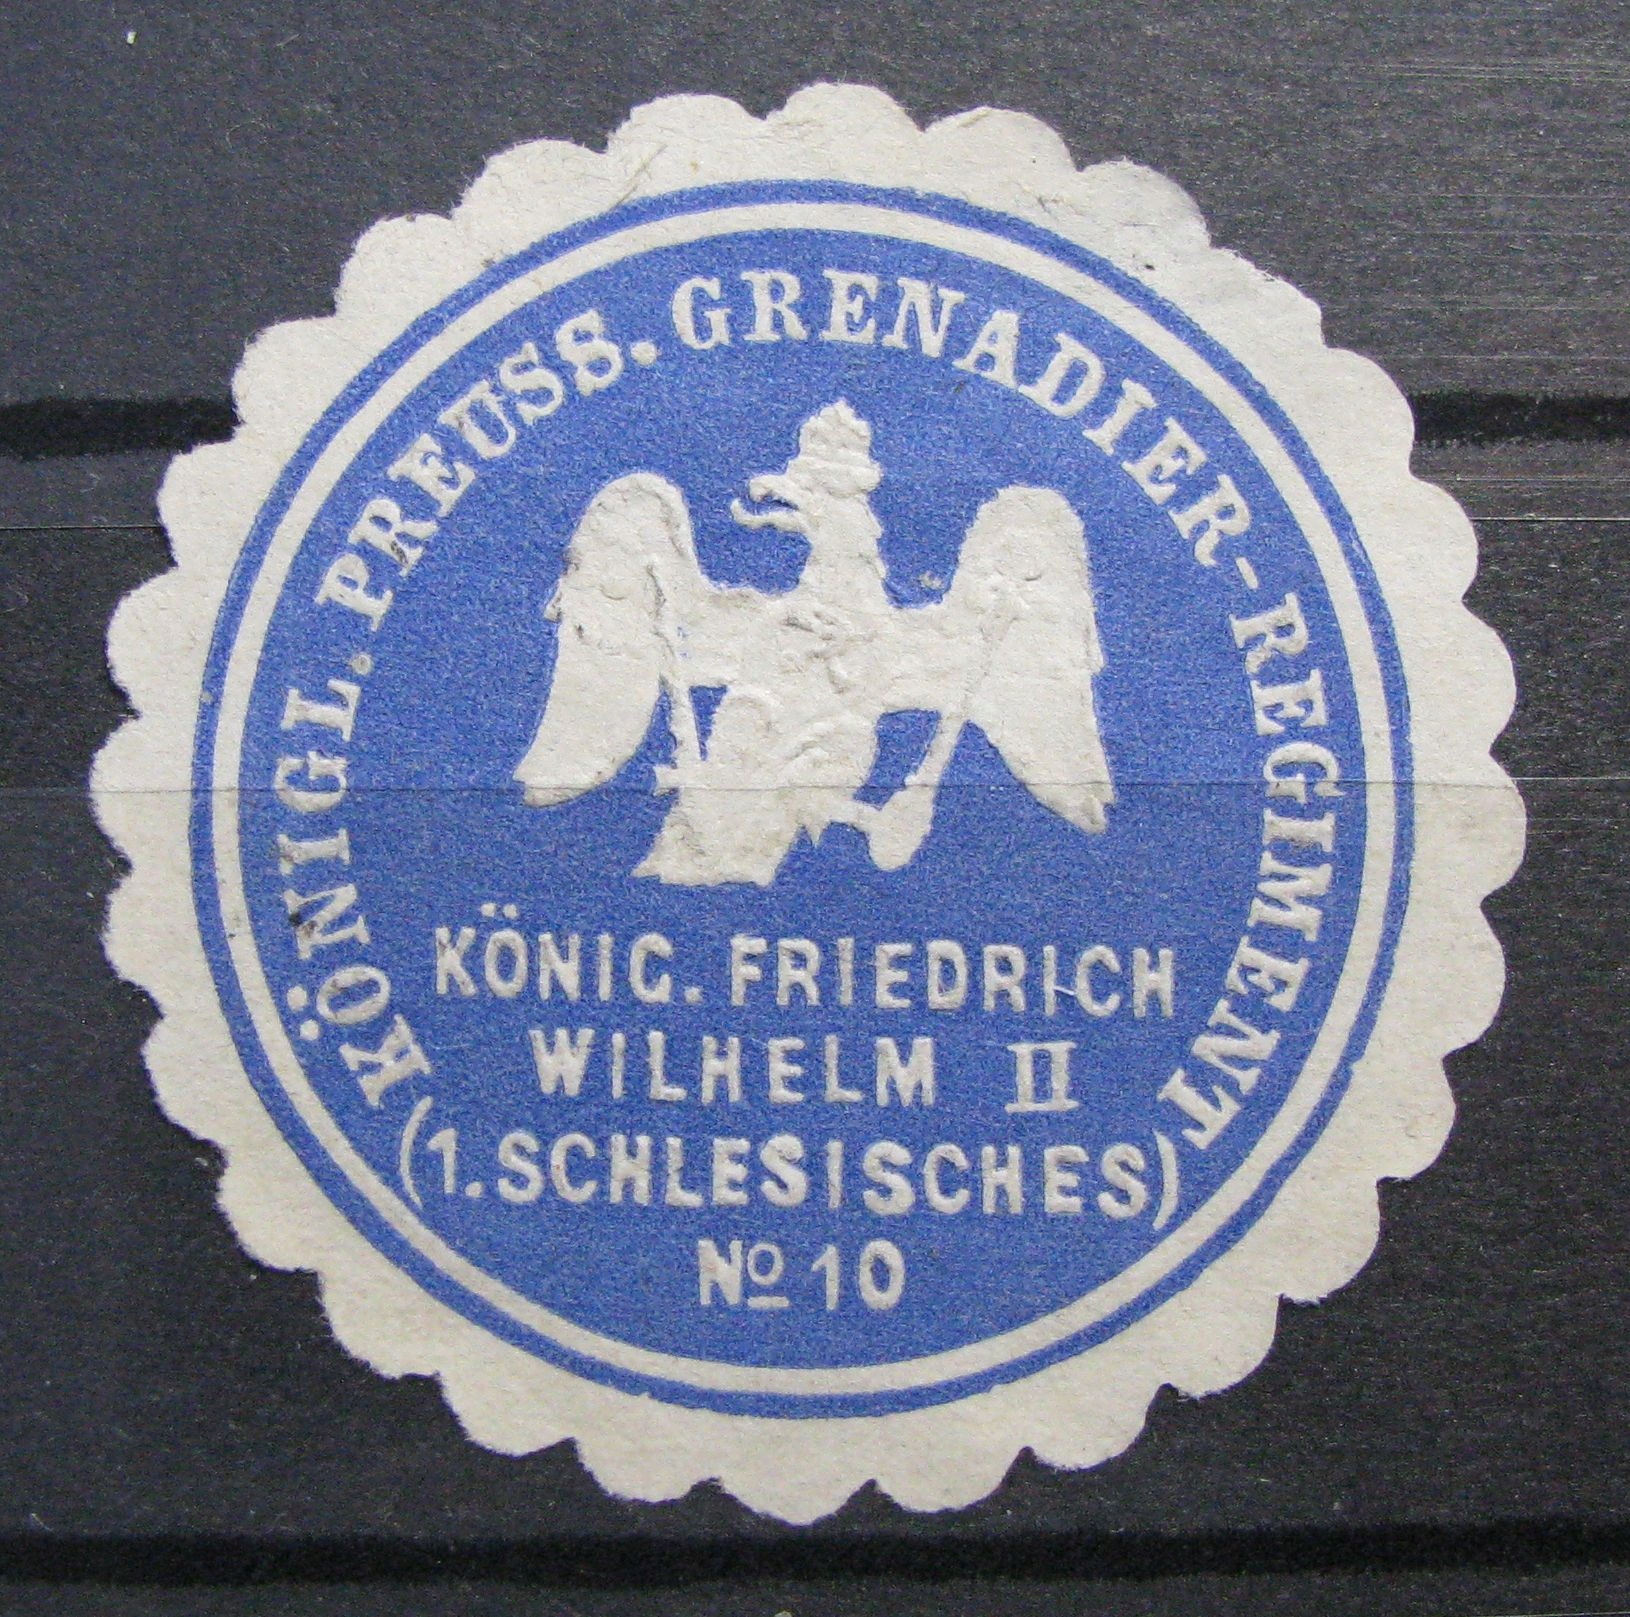 KÖNIGL. PREUSS. GRENADIER-REGIMENT
KÖNIG. FRIEDRICH
WILHELM II
(1. SCHLESISCHES)
No 10